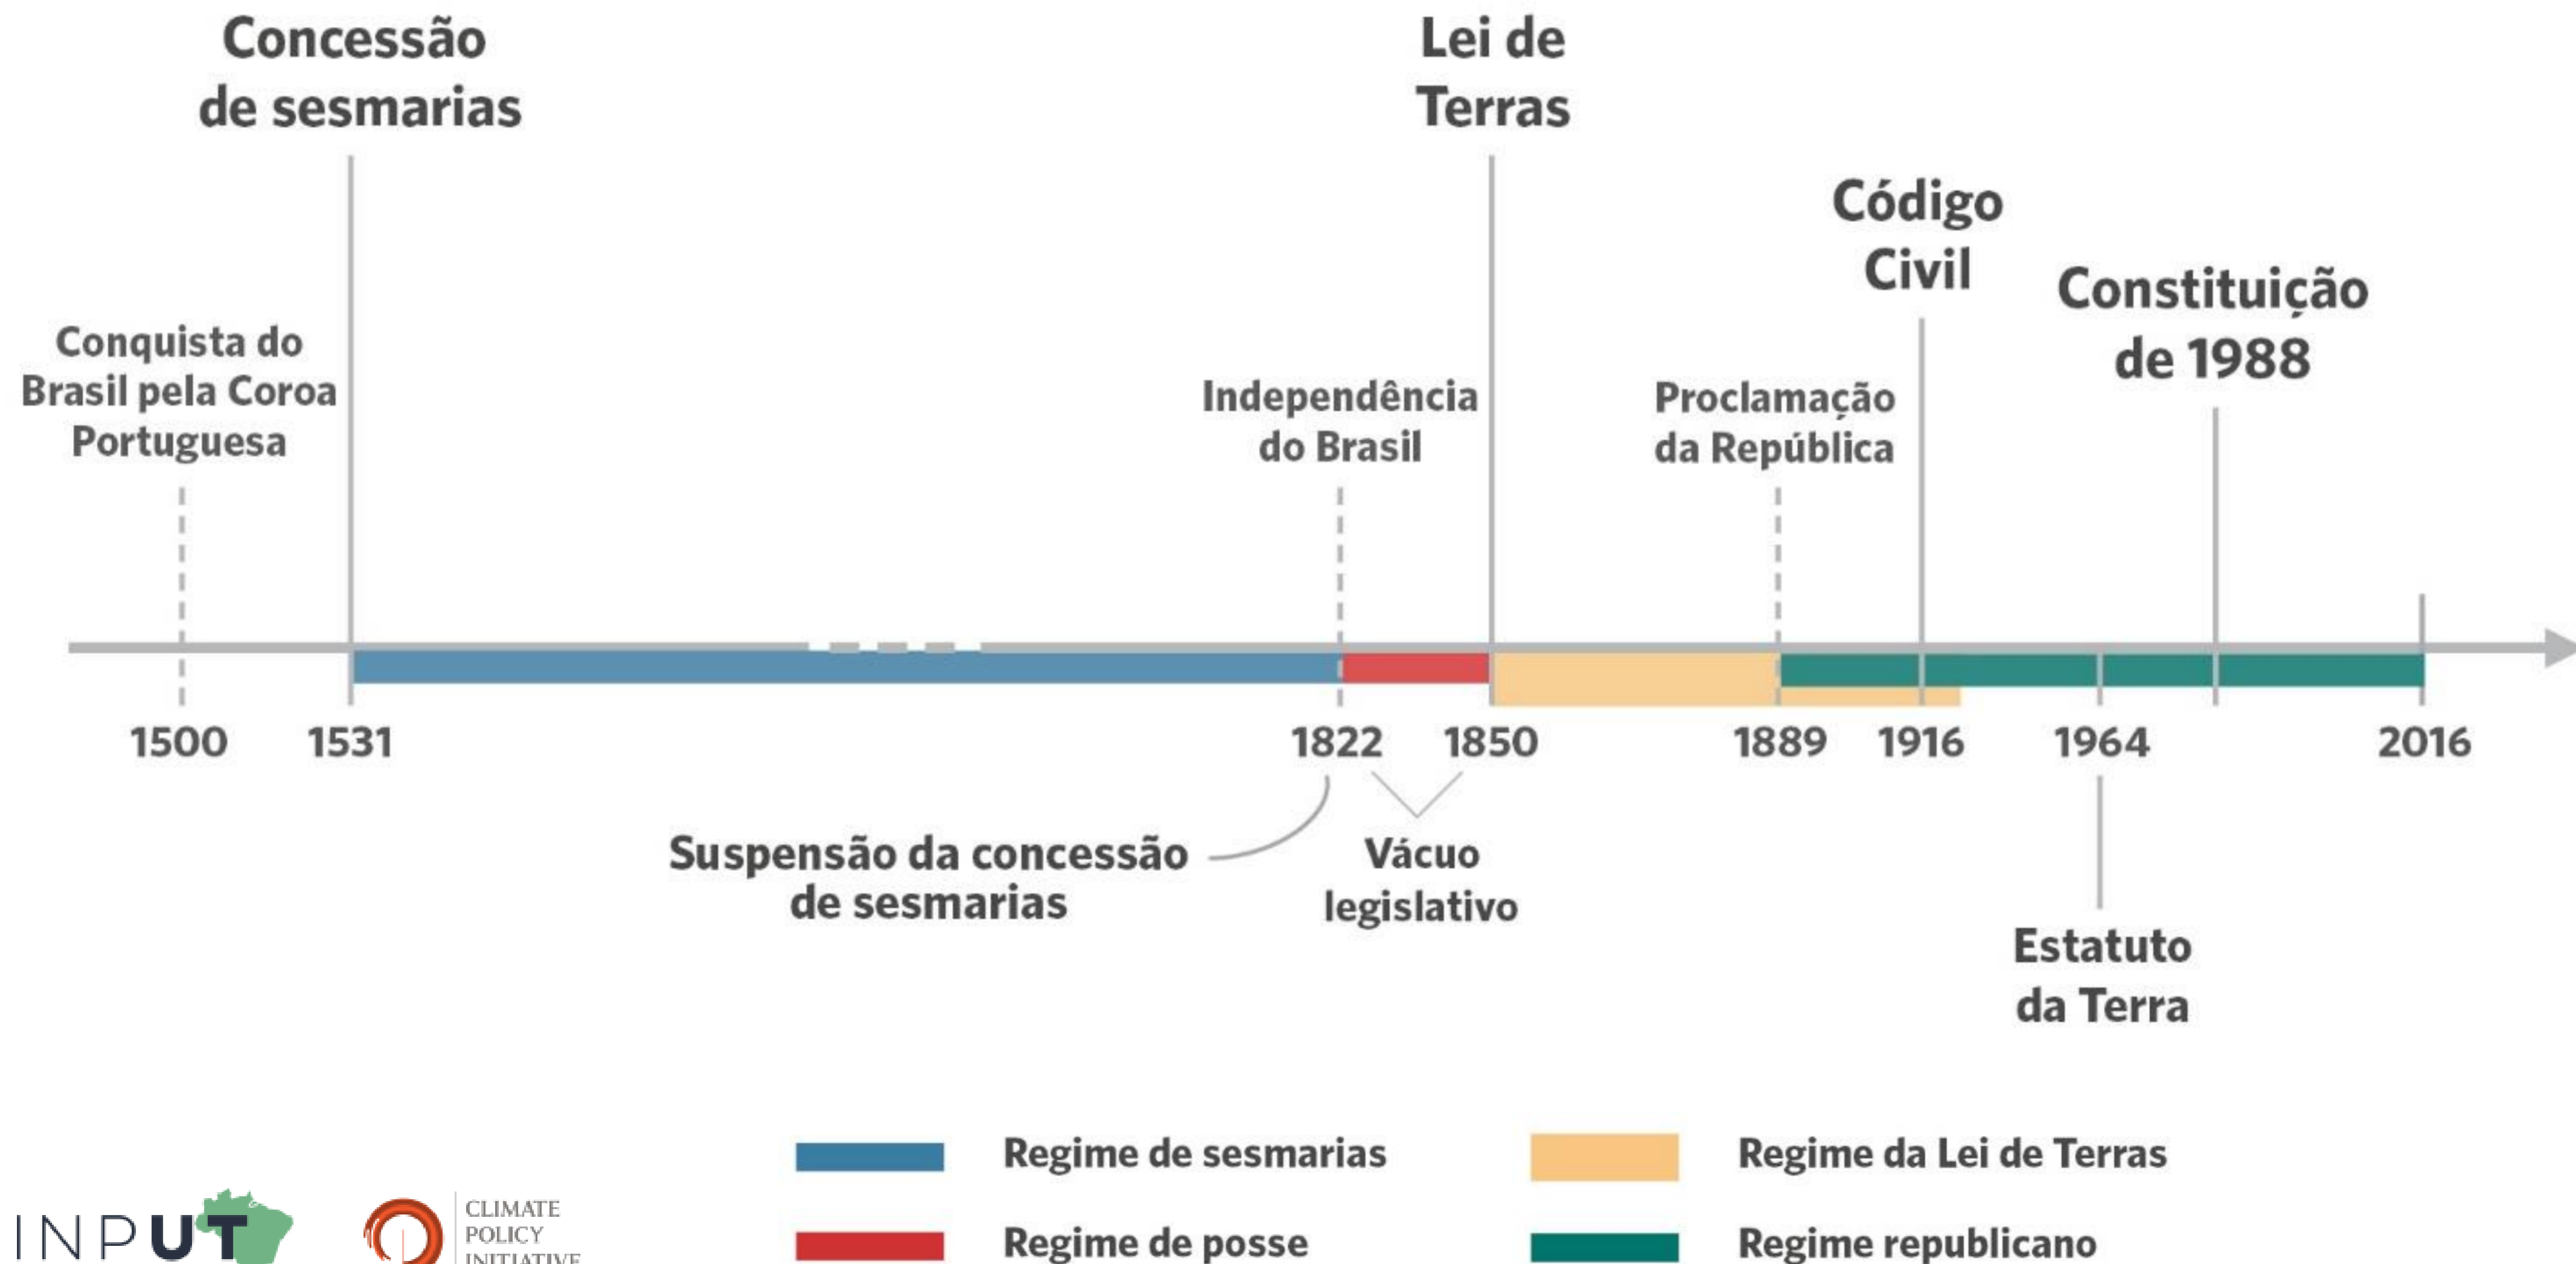 Concessão
de sesmarias
Lei de
Terras
Código
Civil
Constituição
de 1988
Conquista do
Brasil pela Coroa
Portuguesa
Independência
do Brasil
Proclamação
da República
1500
1531
1822
1850
1889
1916
1964
2016
Suspensão da concessão
de sesmarias
Vácuo
legislativo
Estatuto
da Terra
Regime de sesmarias
Regime da Lei de Terras
Regime de posse
Regime republicano
INPUT
CLIMATE
POLICY
INITIATIVE